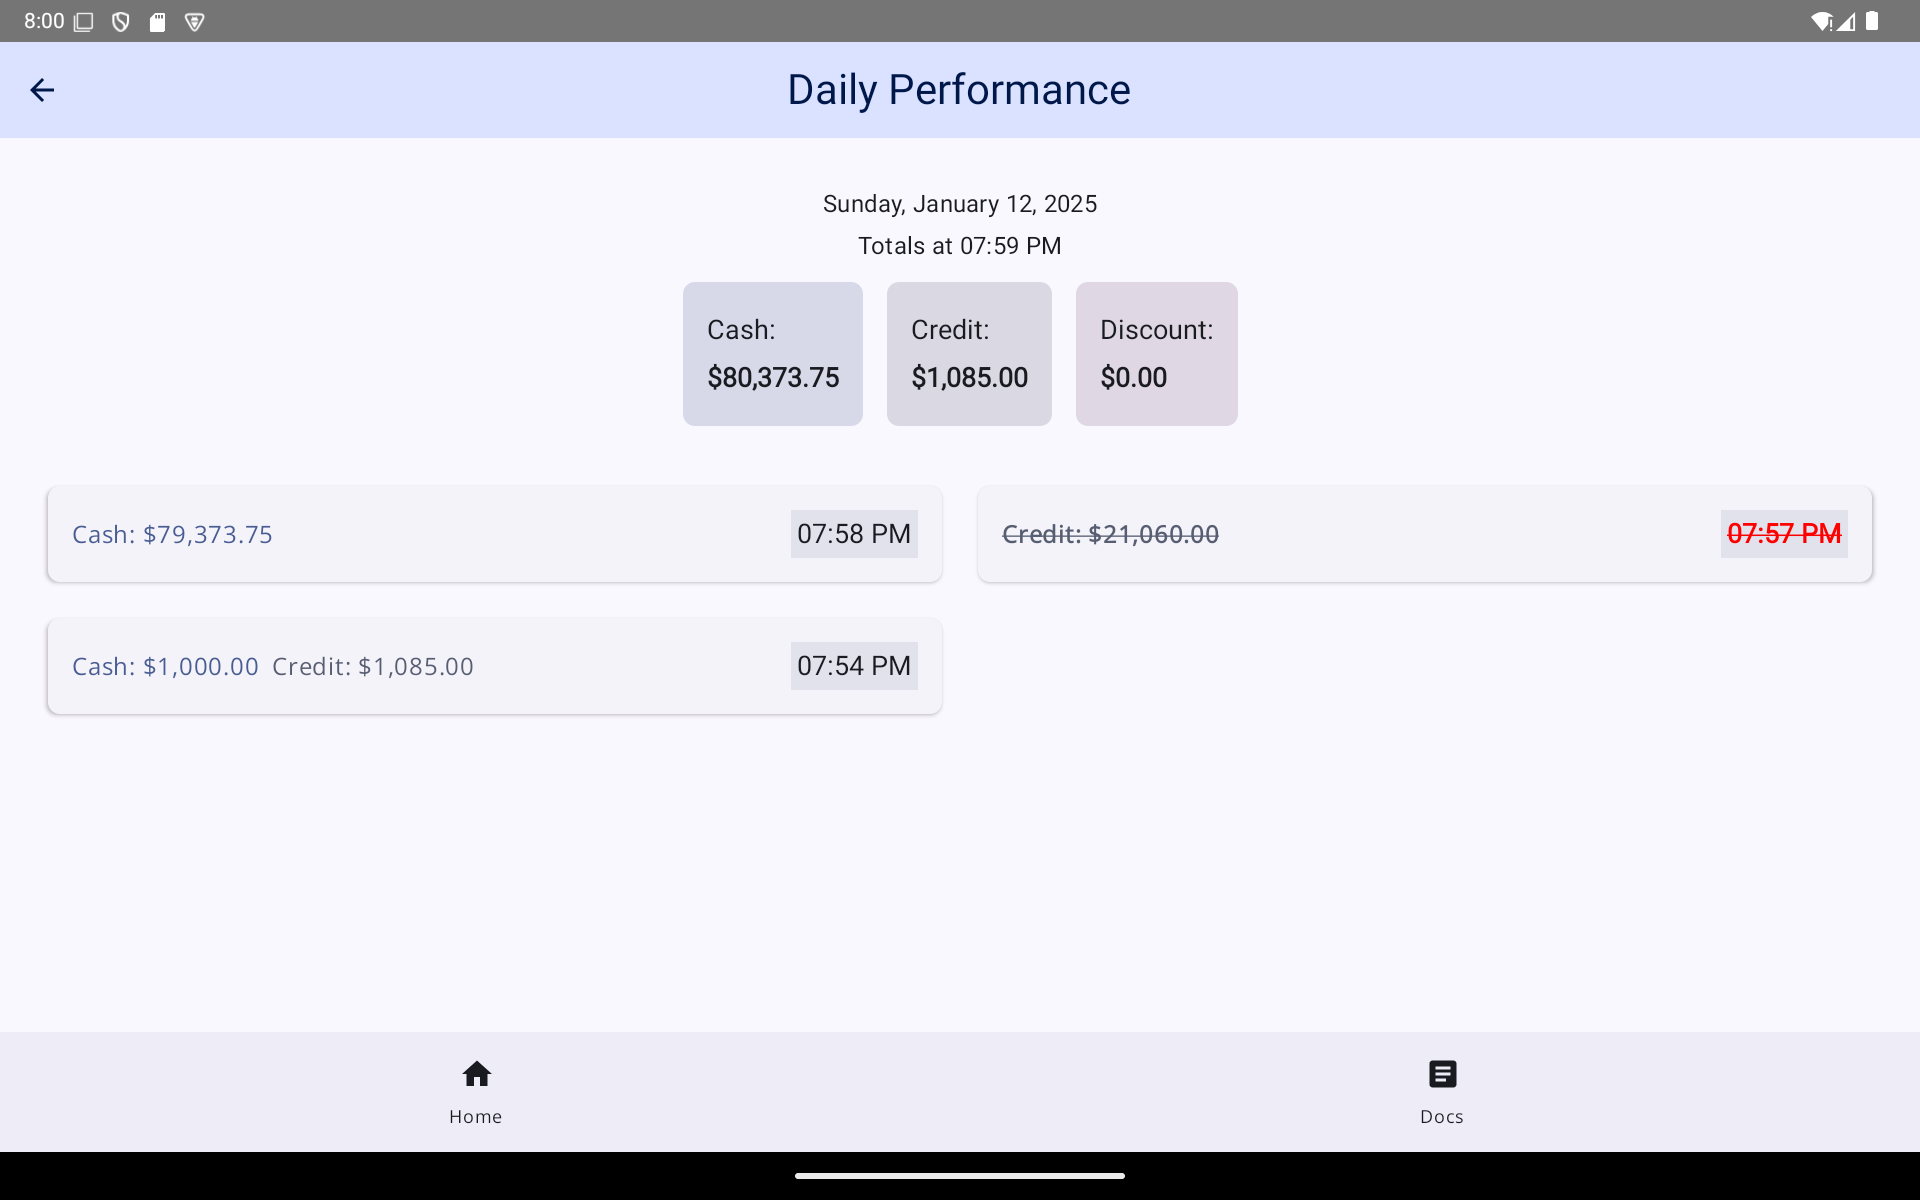 8:00
Daily Performance
Sunday, January 12, 2025
Totals at 07:59 PM
Cash:
$80,373.75
Credit:
$1,085.00
Discount:
$0.00
Cash: $79,373.75
07:58 PM
Credit: $21,060.00
07:57 PM
Cash: $1,000.00 Credit: $1,085.00
07:54 PM
Home
Docs